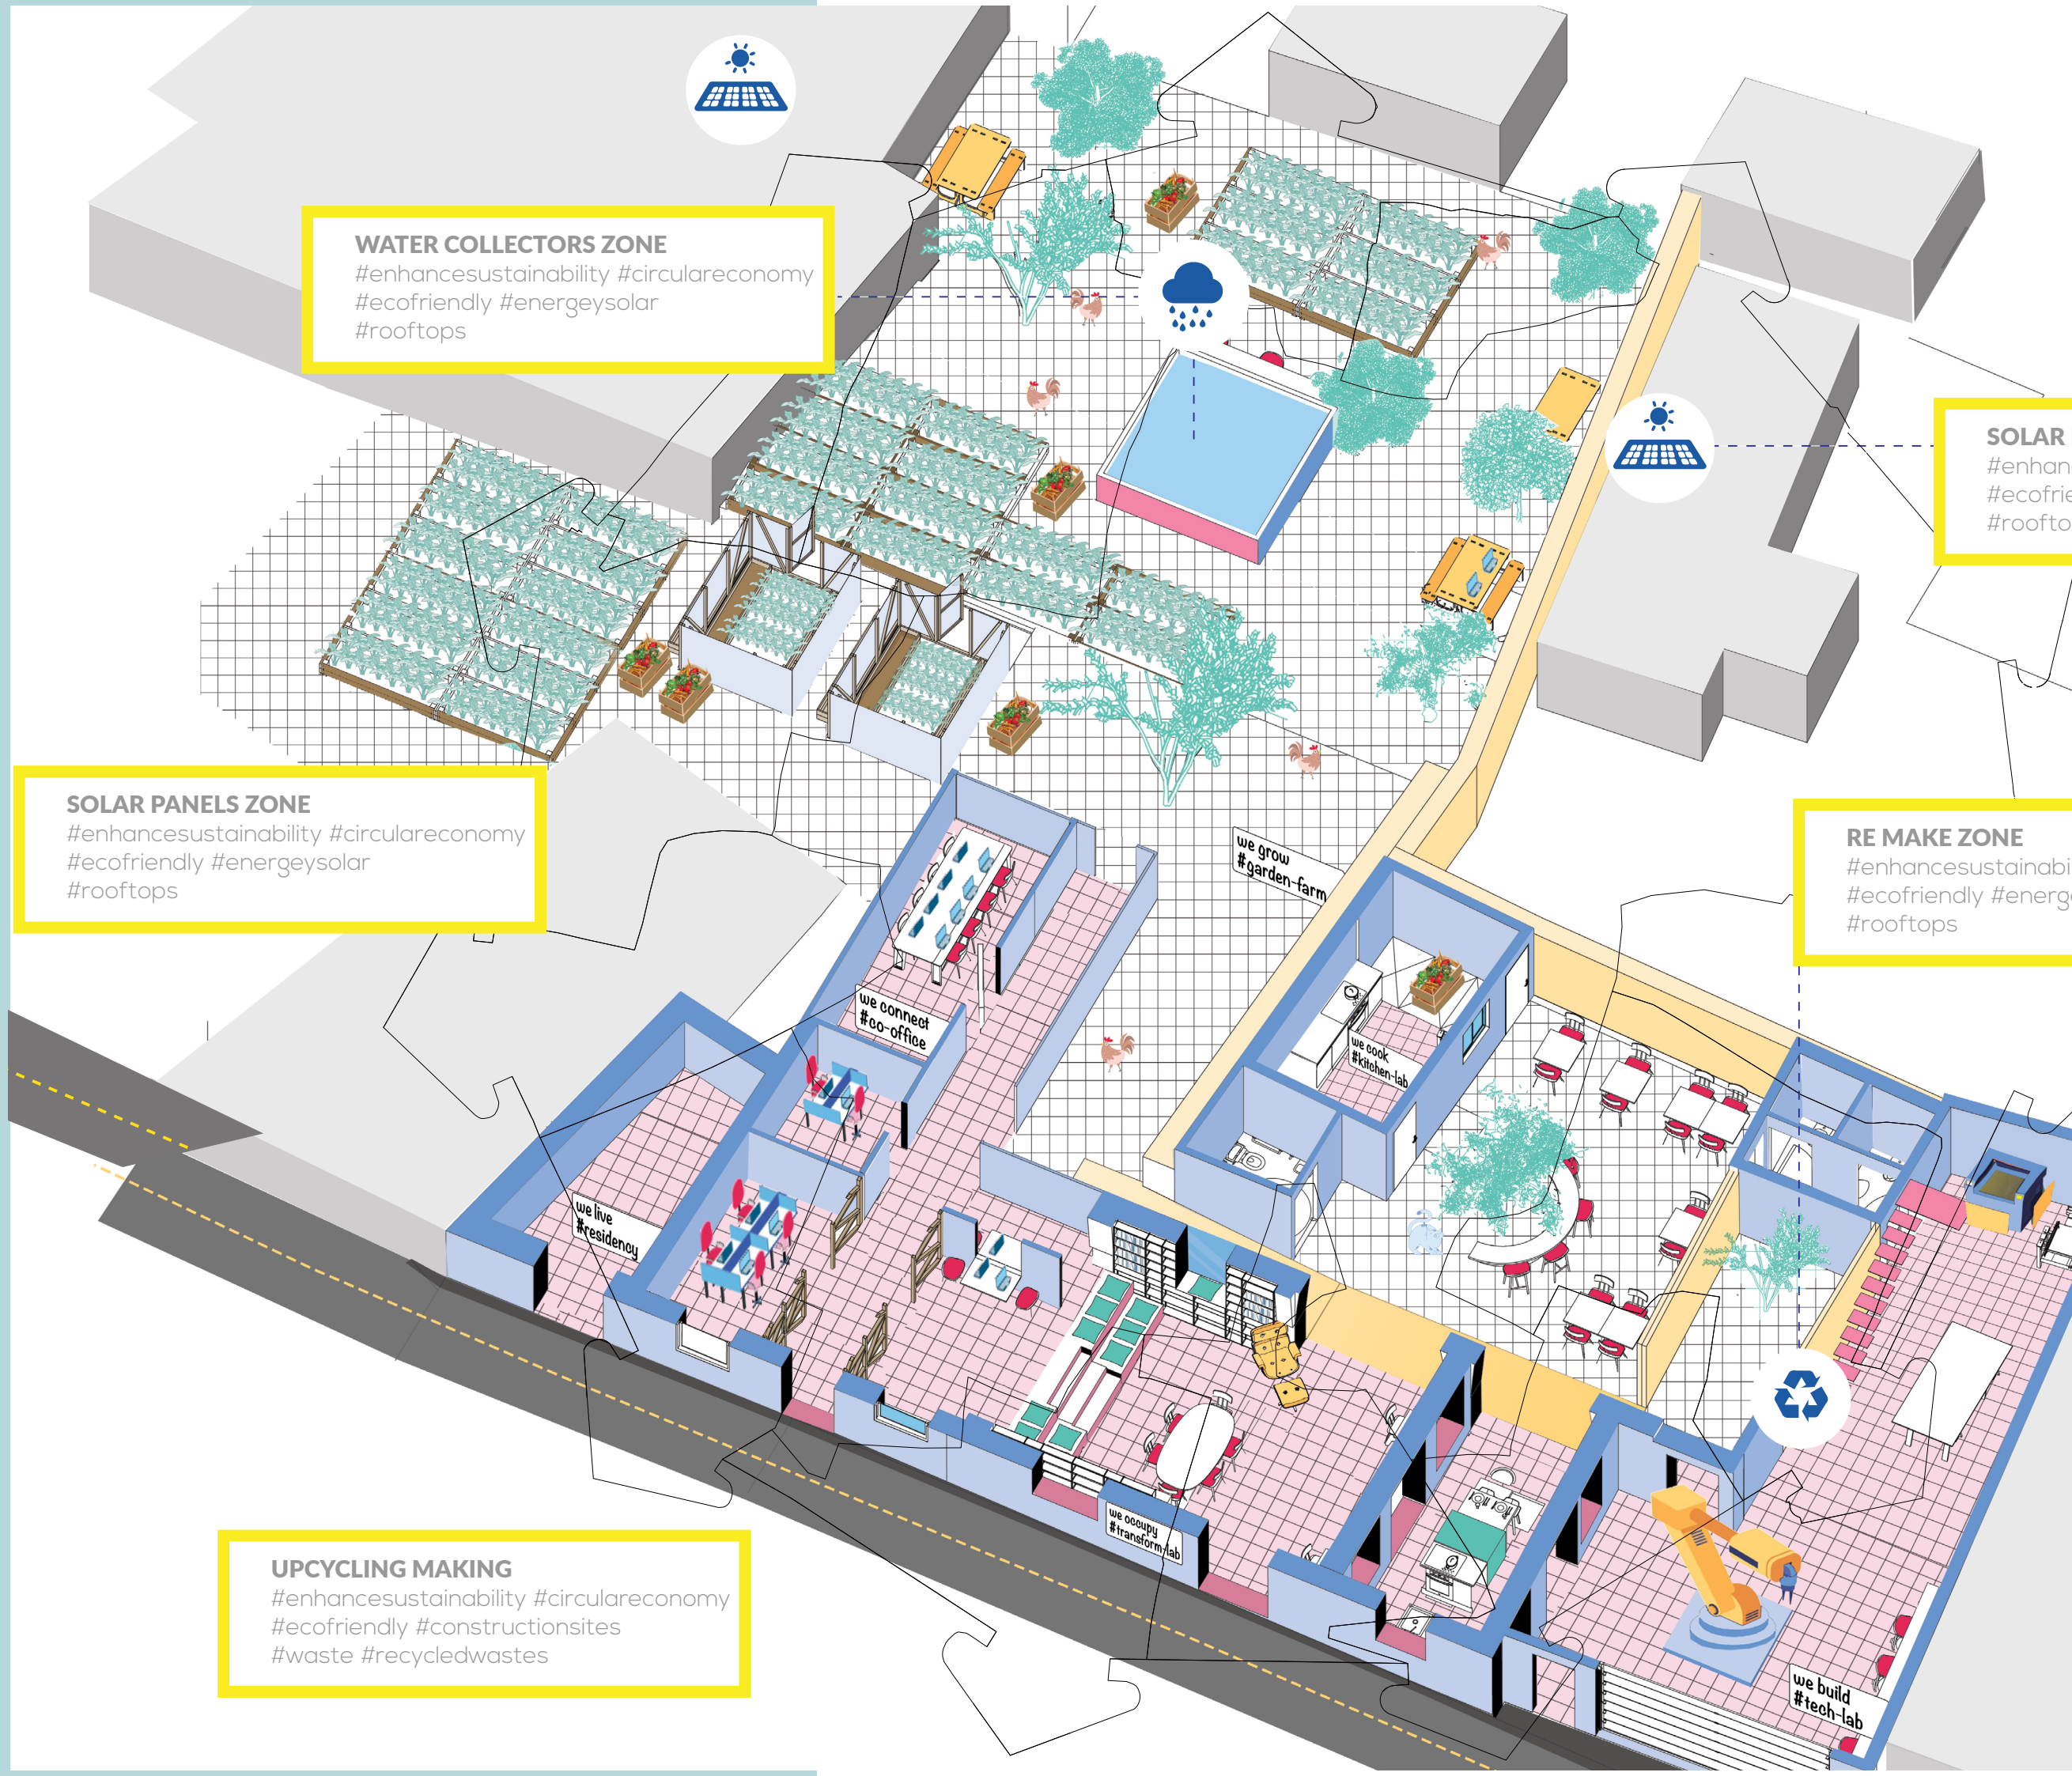 WATER COLLECTORS ZONE
#enhancesustainability #circulareconomy
#ecofriendly #energeysolar
#rooftops
SOLAR
#enhanc
#ecofrie
#roofto
SOLAR PANELS ZONE
#enhancesustainability #circulareconomy
#ecofriendly #energeysolar
#rooftops
RE MAKE ZONE
#enhancesustainabi
#ecofriendly #energe
#rooftops
we grow
#garden-farm
we connect
#co-office
we cook
#kitchen-lab
we live
#residency
we occupy
#transform-lab
UPCYCLING MAKING
#enhancesustainability #circulareconomy
#ecofriendly #constructionsites
#waste #recycledwastes
we build
#tech-lab